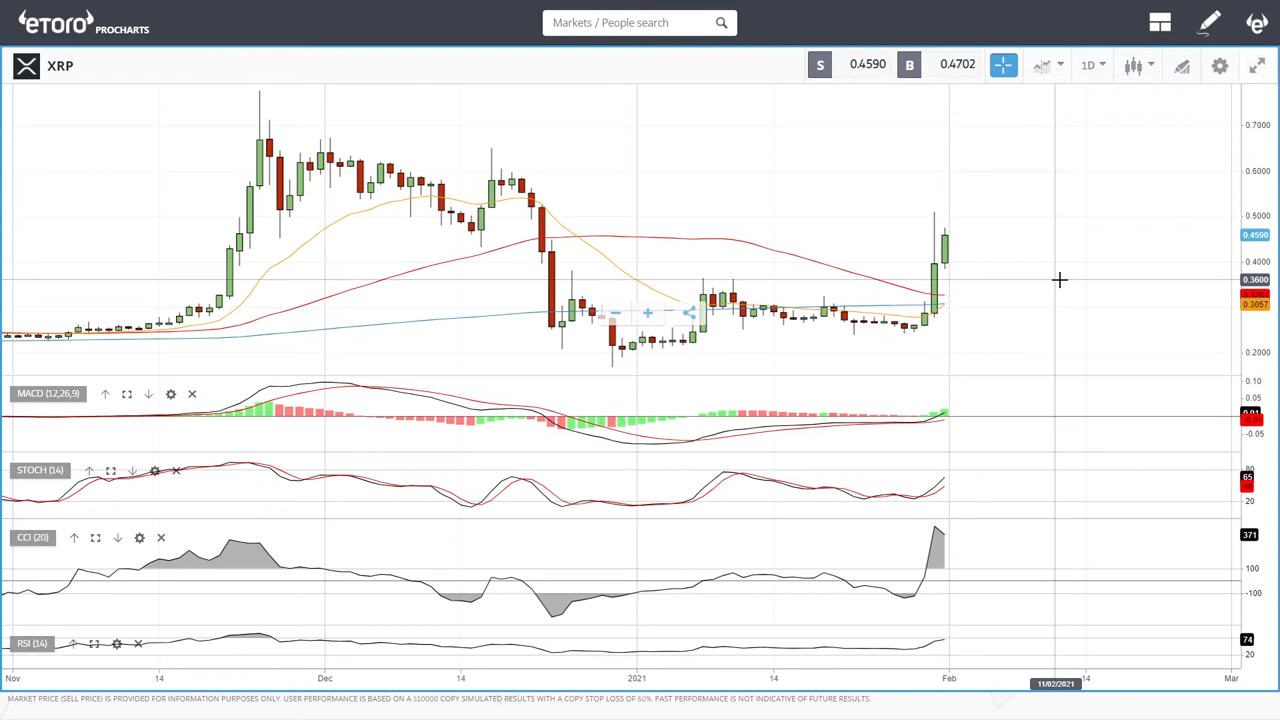 eToro PROCHARTS
Markets / People search
XRP
S 0.4590 B 0.4702
1D
0.7000
0.6000
0.5000
0.4590
0.4000
0.3600
0.3057
0.2000
MACD (12,26,9)
0.10
0.05
0.01
-0.01
-0.05
STOCH (14)
80
65
20
CCI (20)
371
100
-100
RSI (14)
74
20
Nov 14 Dec 14 2021 14 Feb 14 Mar
11/02/2021
MARKET PRICE (SELL PRICE) IS PROVIDED FOR INFORMATION PURPOSES ONLY. USER PERFORMANCE IS BASED ON A $10000 COPY SIMULATED RESULTS WITH A COPY STOP LOSS OF 60%. PAST PERFORMANCE IS NOT INDICATIVE OF FUTURE RESULTS.